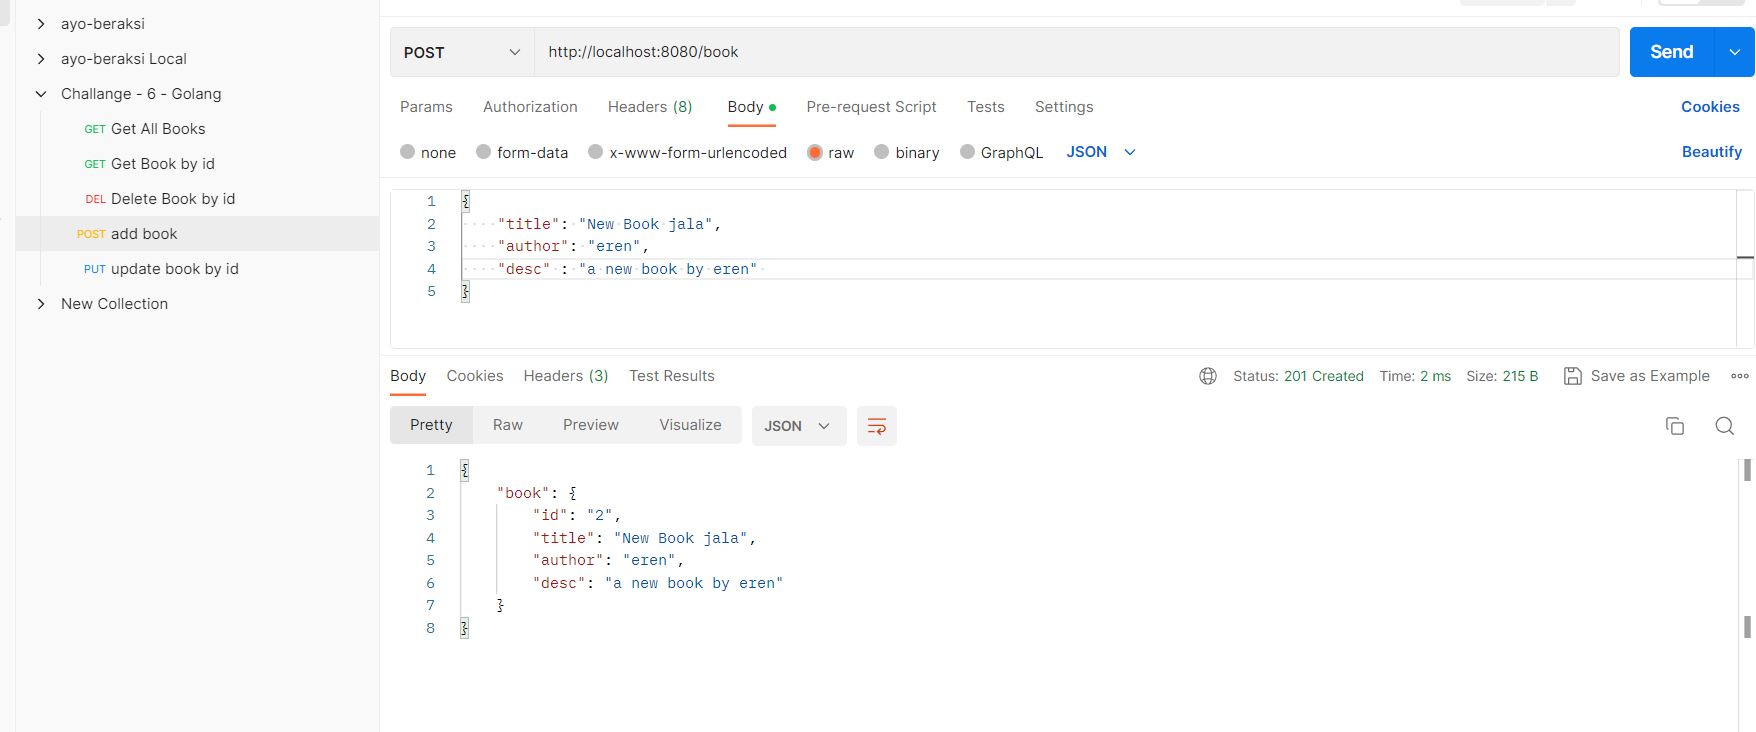 ayo-beraksi
ayo-beraksi Local
Challange - 6 - Golang
GET Get All Books
GET Get Book by id
DEL Delete Book by id
POST add book
PUT update book by id
New Collection
POST http://localhost:8080/book Send
Params Authorization Headers (8) Body Pre-request Script Tests Settings Cookies
none form-data x-www-form-urlencoded raw binary GraphQL JSON Beautify
1 {
2 "title": "New Book jala",
3 "author": "eren",
4 "desc" : "a new book by eren"
5 }
Body Cookies Headers (3) Test Results Status: 201 Created Time: 2 ms Size: 215 B Save as Example
Pretty Raw Preview Visualize JSON
1 {
2 "book": {
3 "id": "2",
4 "title": "New Book jala",
5 "author": "eren",
6 "desc": "a new book by eren"
7 }
8 }